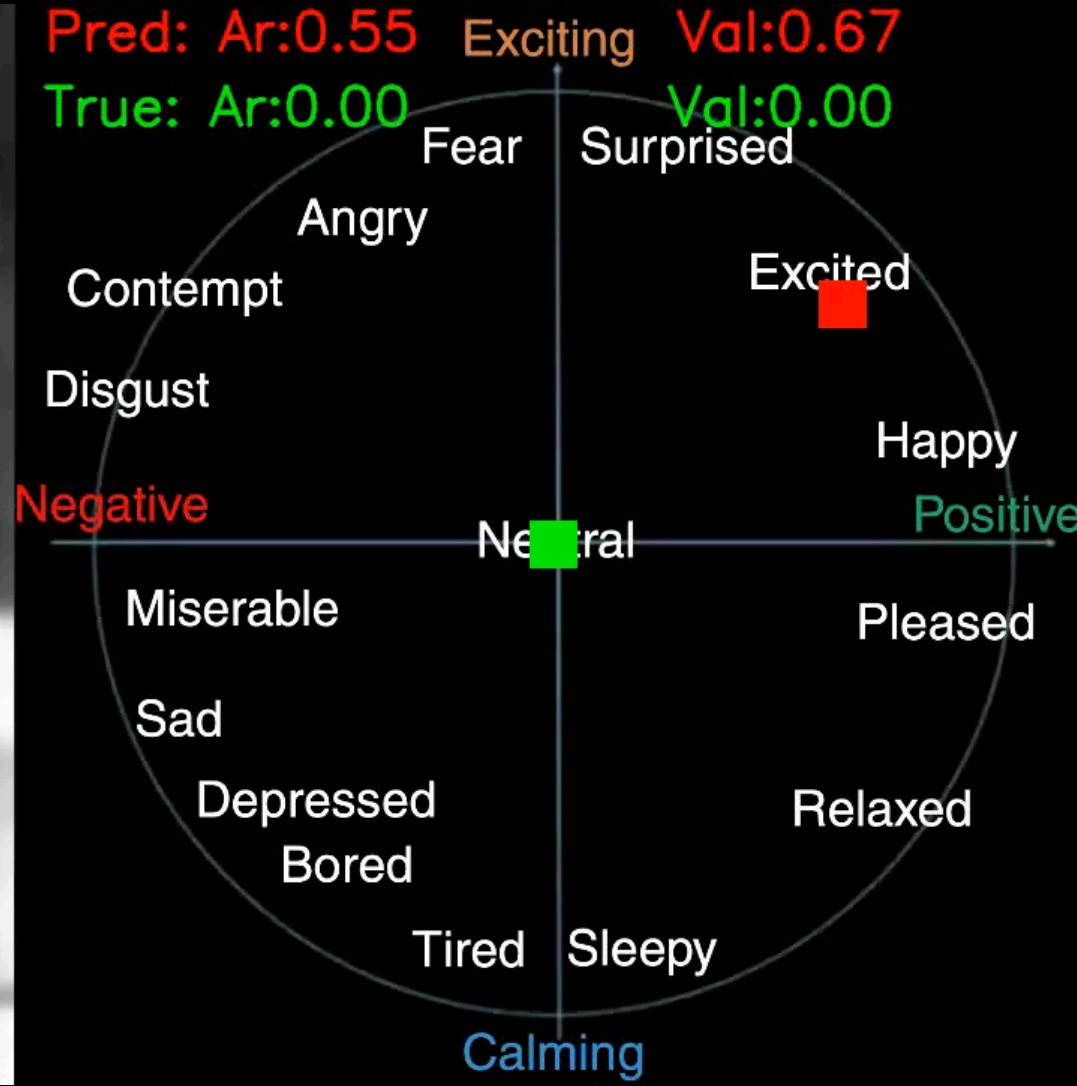 Pred: Ar:0.55 Exciting Val:0.67
True: Ar:0.00 Val:0.00
Fear Surprised
Angry
Excited
Contempt
Disgust
Happy
Negative Positive
Neutral
Miserable Pleased
Sad
Depressed Relaxed
Bored
Tired Sleepy
Calming